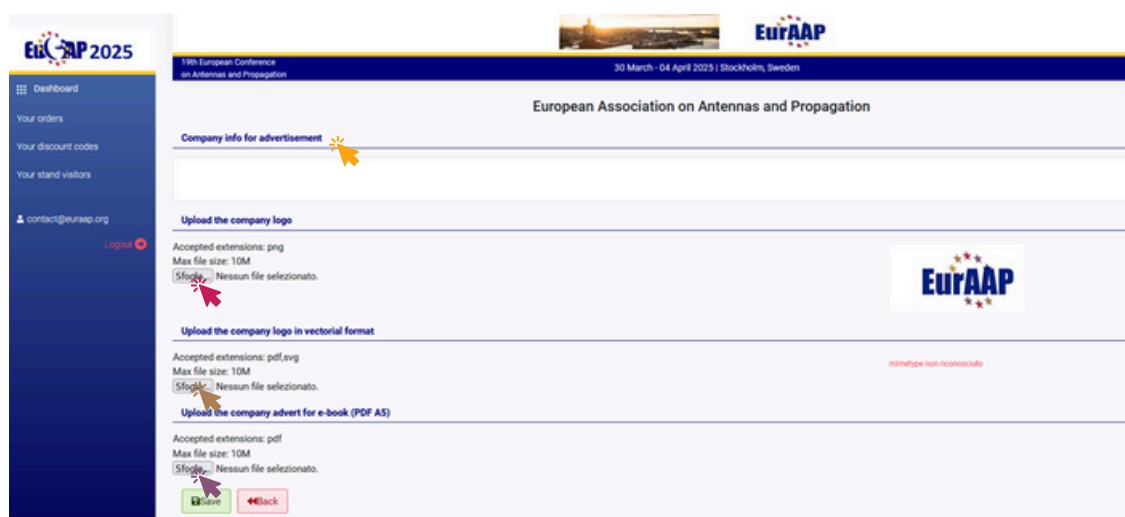 EuCAP 2025
Dashboard
Your orders
Your discount codes
Your stand visitors
contact@euraap.org
Logout
EurAAP
19th European Conference
on Antennas and Propagation
30 March - 04 April 2025 | Stockholm, Sweden
European Association on Antennas and Propagation
Company info for advertisement
Upload the company logo
Accepted extensions: png
Max file size: 10M
Sfoglia... Nessun file selezionato.
EurAAP
Upload the company logo in vectorial format
Accepted extensions: pdf,svg
mimetype non riconosciuto
Max file size: 10M
Sfoglia... Nessun file selezionato.
Upload the company advert for e-book (PDF A5)
Accepted extensions: pdf
Max file size: 10M
Sfoglia... Nessun file selezionato.
Save
Back